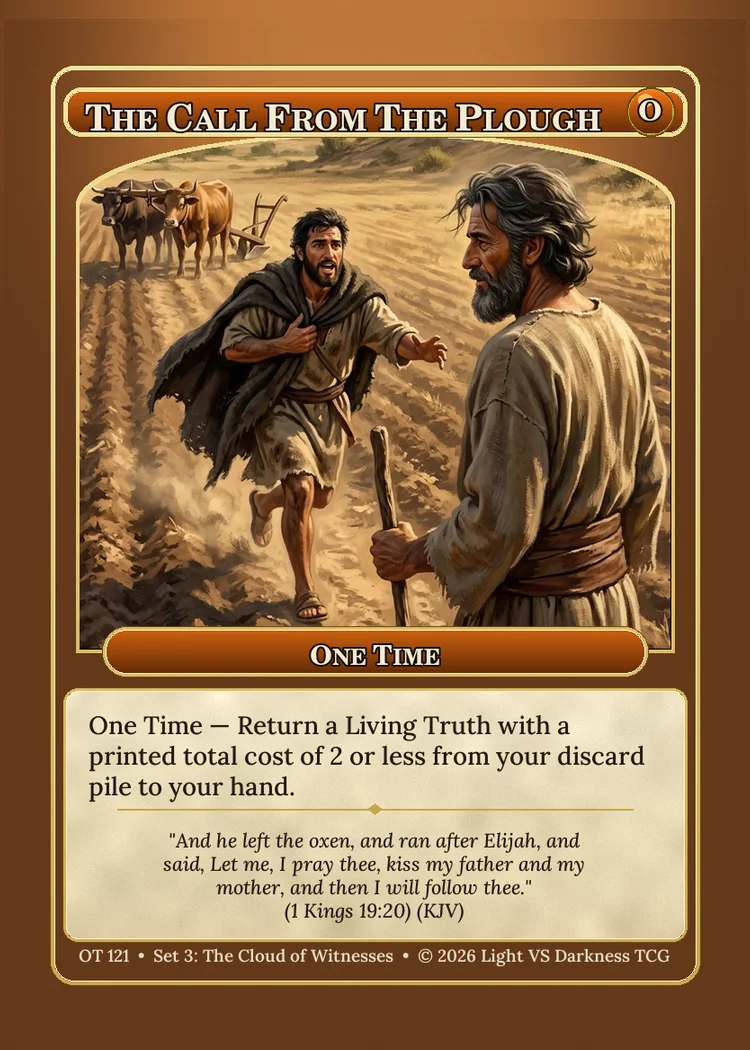 The Call From The Plough O
One Time
One Time — Return a Living Truth with a
printed total cost of 2 or less from your discard
pile to your hand.
"And he left the oxen, and ran after Elijah, and
said, Let me, I pray thee, kiss my father and my
mother, and then I will follow thee."
(1 Kings 19:20) (KJV)
OT 121 • Set 3: The Cloud of Witnesses • © 2026 Light VS Darkness TCG